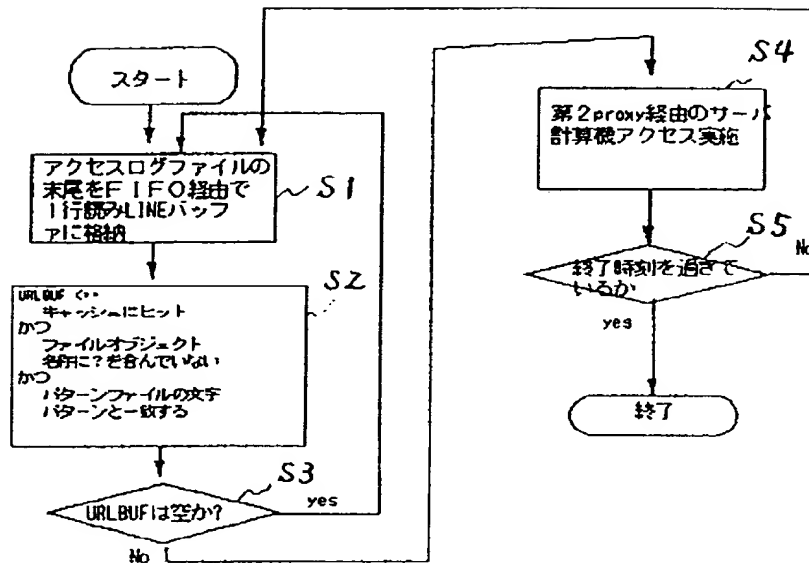 スタート
アクセスログファイルの
末尾をFIFO経由で
1行読みLINEバッフ
ァに格納
S1
URLBUF <--
キャッシュにヒット
かつ
ファイルオブジェクト
名称に?を含んでいない
かつ
パターンファイルの文字
パターンと一致する
S2
URLBUFは空か?
S3
yes
No
第2proxy経由のサーバ
計算機アクセス実施
S4
終了時刻を過ぎて
いるか
S5
No
yes
終了